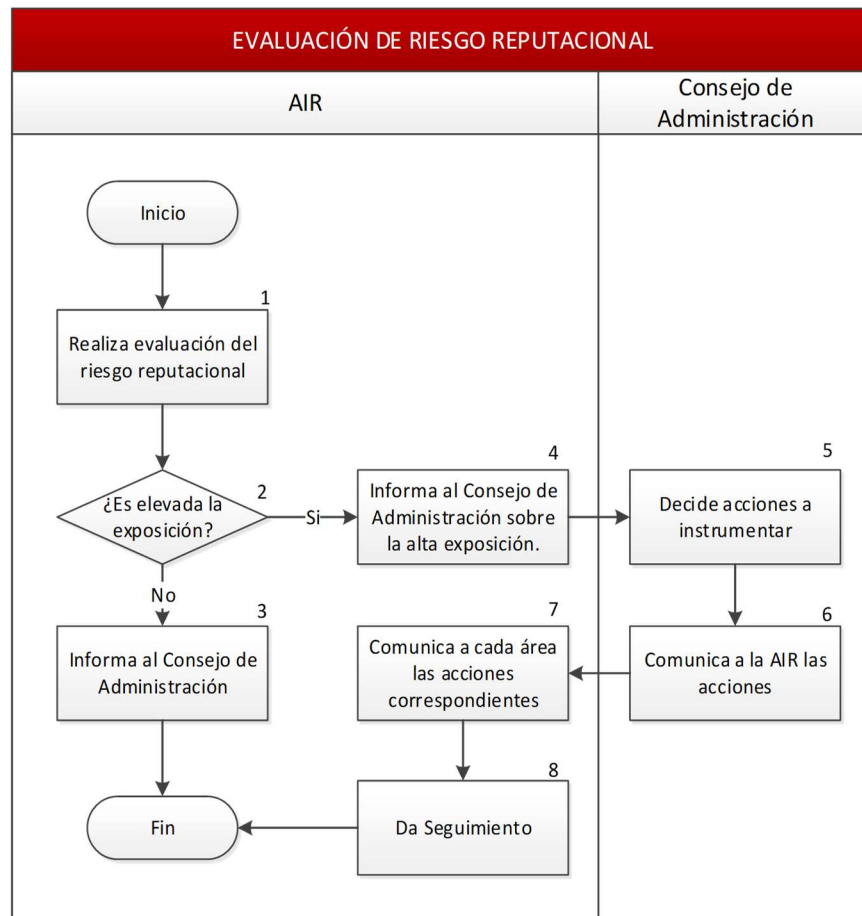 EVALUACIÓN DE RIESGO REPUTACIONAL
AIR
Consejo de
Administración
Inicio
1
Realiza evaluación del
riesgo reputacional
2
¿Es elevada la
exposición?
Si
No
3
Informa al Consejo de
Administración
4
Informa al Consejo de
Administración sobre
la alta exposición.
5
Decide acciones a
instrumentar
6
Comunica a la AIR las
acciones
7
Comunica a cada área
las acciones
correspondientes
8
Da Seguimiento
Fin